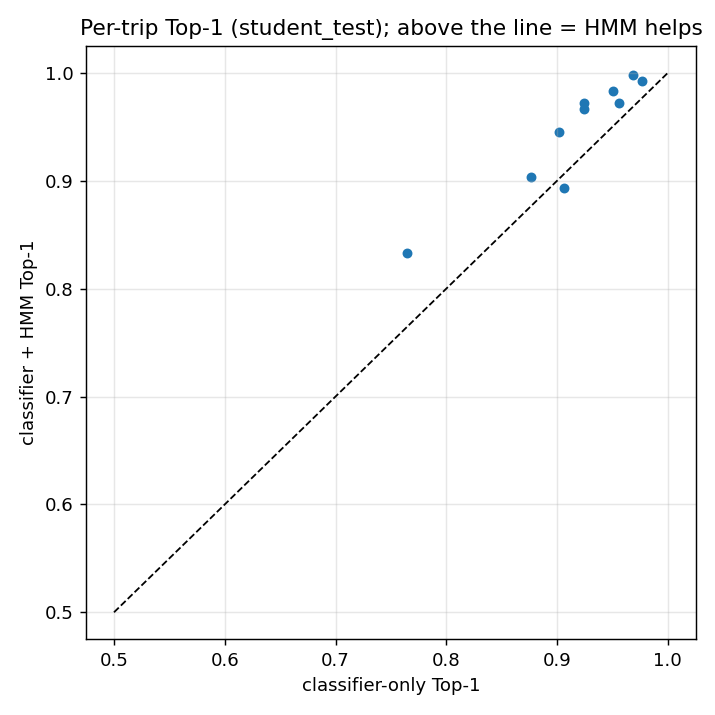 Per-trip Top-1 (student_test); above the line = HMM helps
1.0
0.9
0.8
0.7
0.6
0.5
classifier + HMM Top-1
0.5 0.6 0.7 0.8 0.9 1.0
classifier-only Top-1